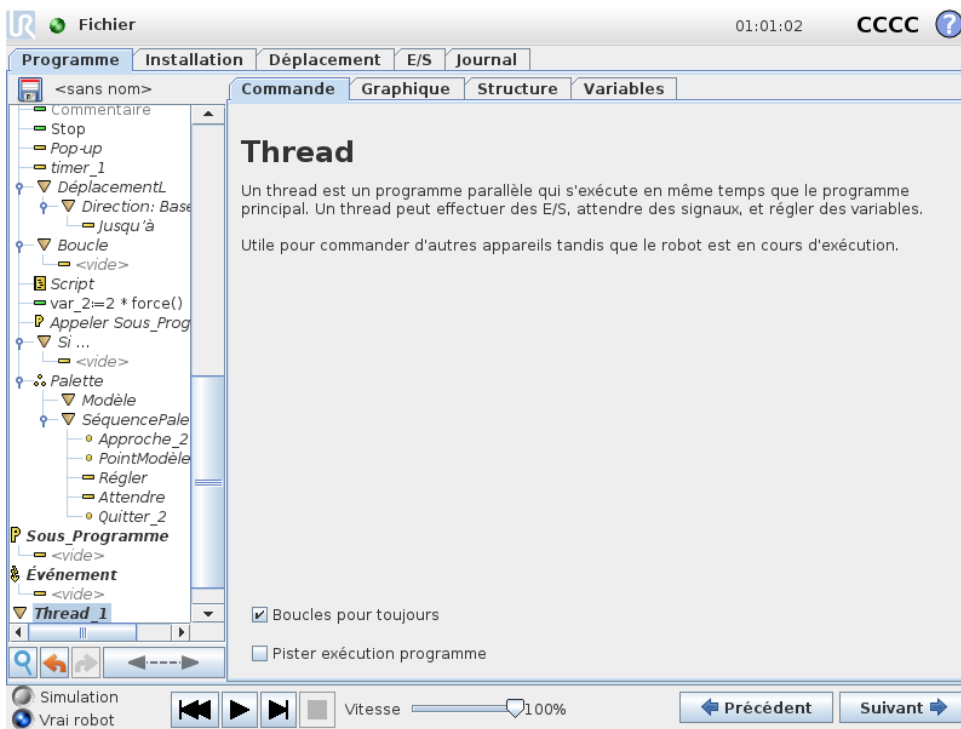 UR
Fichier
01:01:02
CCCC
?
Programme
Installation
Déplacement
E/S
Journal
<sans nom>
Commande
Graphique
Structure
Variables
Commentaire
Stop
Pop-up
timer_1
DéplacementL
Direction: Base
Jusqu'à
Boucle
<vide>
Script
var_2:=2 * force()
Appeler Sous_Prog
Si ...
<vide>
Palette
Modèle
SéquencePale
Approche_2
PointModèle
Régler
Attendre
Quitter_2
Sous_Programme
<vide>
Événement
<vide>
Thread_1
Thread
Un thread est un programme parallèle qui s'exécute en même temps que le programme
principal. Un thread peut effectuer des E/S, attendre des signaux, et régler des variables.
Utile pour commander d'autres appareils tandis que le robot est en cours d'exécution.
Boucles pour toujours
Pister exécution programme
Simulation
Vrai robot
Vitesse
100%
Précédent
Suivant